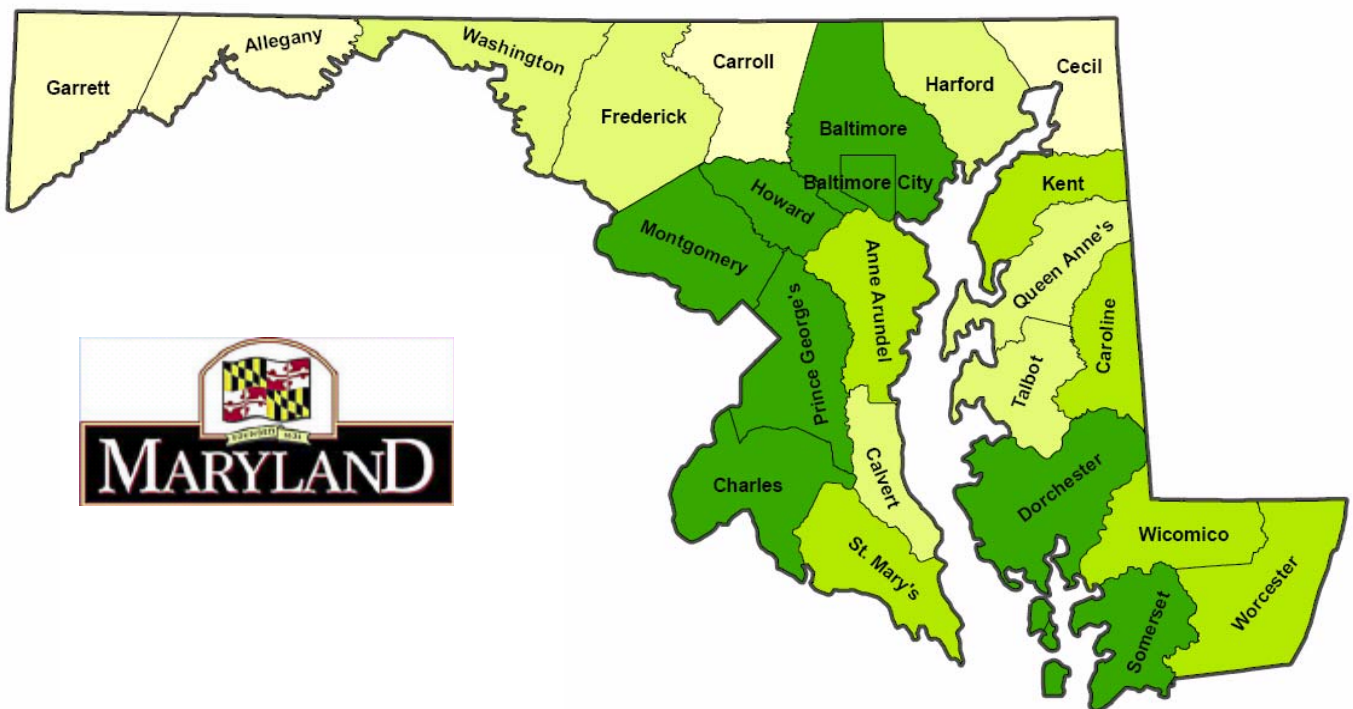 Garrett
Allegany
Washington
Frederick
Carroll
Baltimore
Baltimore City
Harford
Cecil
Kent
Howard
Montgomery
Anne Arundel
Queen Anne's
Caroline
Prince George's
Talbot
Calvert
Charles
St. Mary's
Dorchester
Wicomico
Somerset
Worcester
MARYLAND